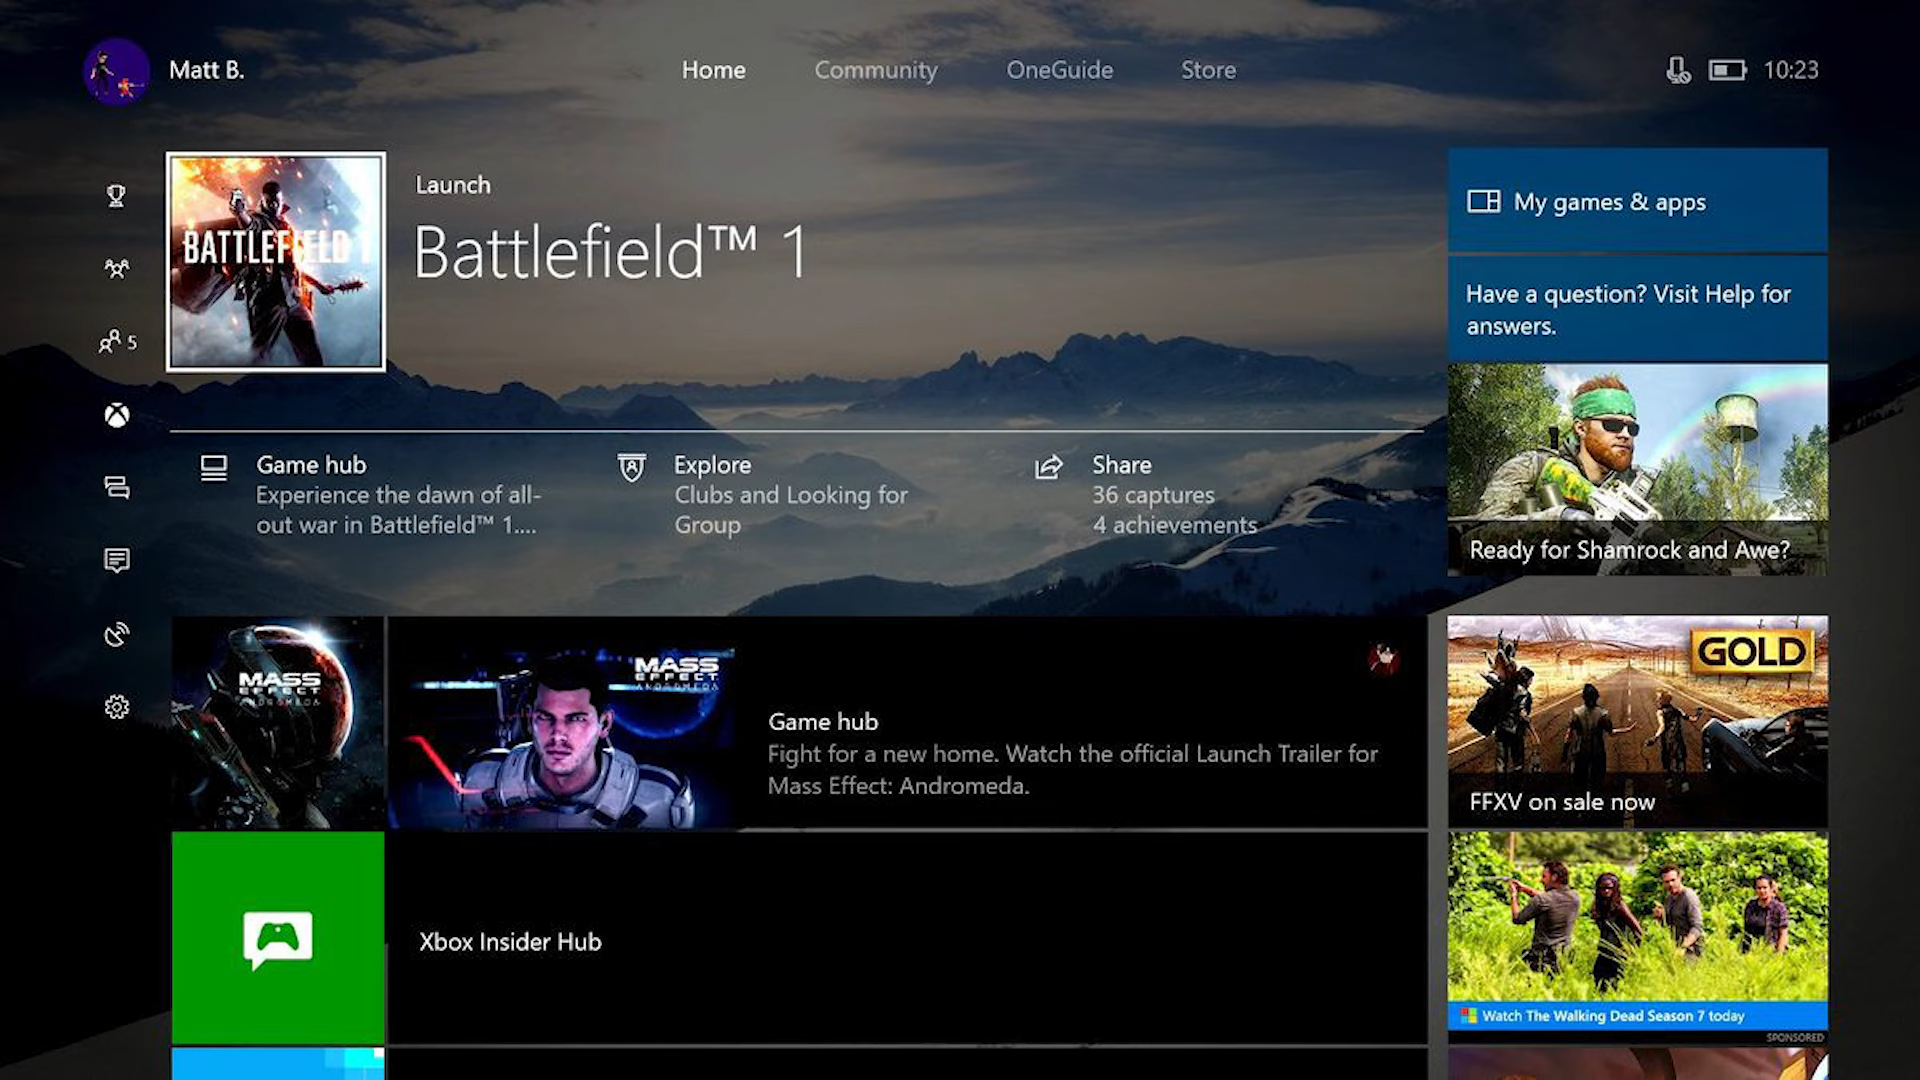 Matt B.
Home
Community
OneGuide
Store
10:23
BATTLEFIELD 1
Launch
Battlefield™ 1
My games & apps
Have a question? Visit Help for
answers.
5
Game hub
Experience the dawn of all-
out war in Battlefield™ 1....
Explore
Clubs and Looking for
Group
Share
36 captures
4 achievements
Ready for Shamrock and Awe?
MASS
EFFECT
ANDROMEDA
MASS
EFFECT
ANDROMEDA
Game hub
Fight for a new home. Watch the official Launch Trailer for
Mass Effect: Andromeda.
GOLD
FFXV on sale now
Xbox Insider Hub
Watch The Walking Dead Season 7 today
SPONSORED